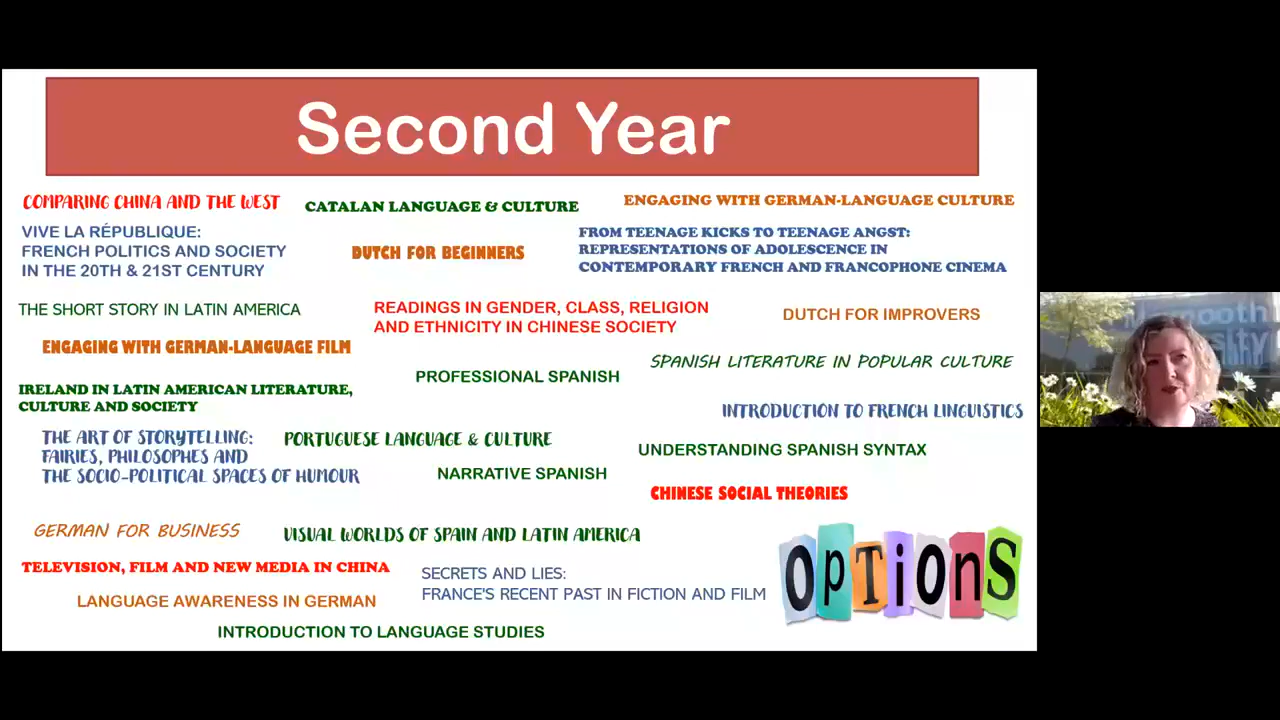 Second Year
COMPARING CHINA AND THE WEST
CATALAN LANGUAGE & CULTURE
ENGAGING WITH GERMAN-LANGUAGE CULTURE
VIVE LA RÉPUBLIQUE:
FRENCH POLITICS AND SOCIETY
IN THE 20TH & 21ST CENTURY
DUTCH FOR BEGINNERS
FROM TEENAGE KICKS TO TEENAGE ANGST:
REPRESENTATIONS OF ADOLESCENCE IN
CONTEMPORARY FRENCH AND FRANCOPHONE CINEMA
THE SHORT STORY IN LATIN AMERICA
READINGS IN GENDER, CLASS, RELIGION
AND ETHNICITY IN CHINESE SOCIETY
DUTCH FOR IMPROVERS
ENGAGING WITH GERMAN-LANGUAGE FILM
PROFESSIONAL SPANISH
SPANISH LITERATURE IN POPULAR CULTURE
IRELAND IN LATIN AMERICAN LITERATURE,
CULTURE AND SOCIETY
INTRODUCTION TO FRENCH LINGUISTICS
THE ART OF STORYTELLING:
FAIRIES, PHILOSOPHES AND
THE SOCIO-POLITICAL SPACES OF HUMOUR
PORTUGUESE LANGUAGE & CULTURE
UNDERSTANDING SPANISH SYNTAX
NARRATIVE SPANISH
CHINESE SOCIAL THEORIES
GERMAN FOR BUSINESS
VISUAL WORLDS OF SPAIN AND LATIN AMERICA
OPTiOnS
TELEVISION, FILM AND NEW MEDIA IN CHINA
SECRETS AND LIES:
FRANCE'S RECENT PAST IN FICTION AND FILM
LANGUAGE AWARENESS IN GERMAN
INTRODUCTION TO LANGUAGE STUDIES